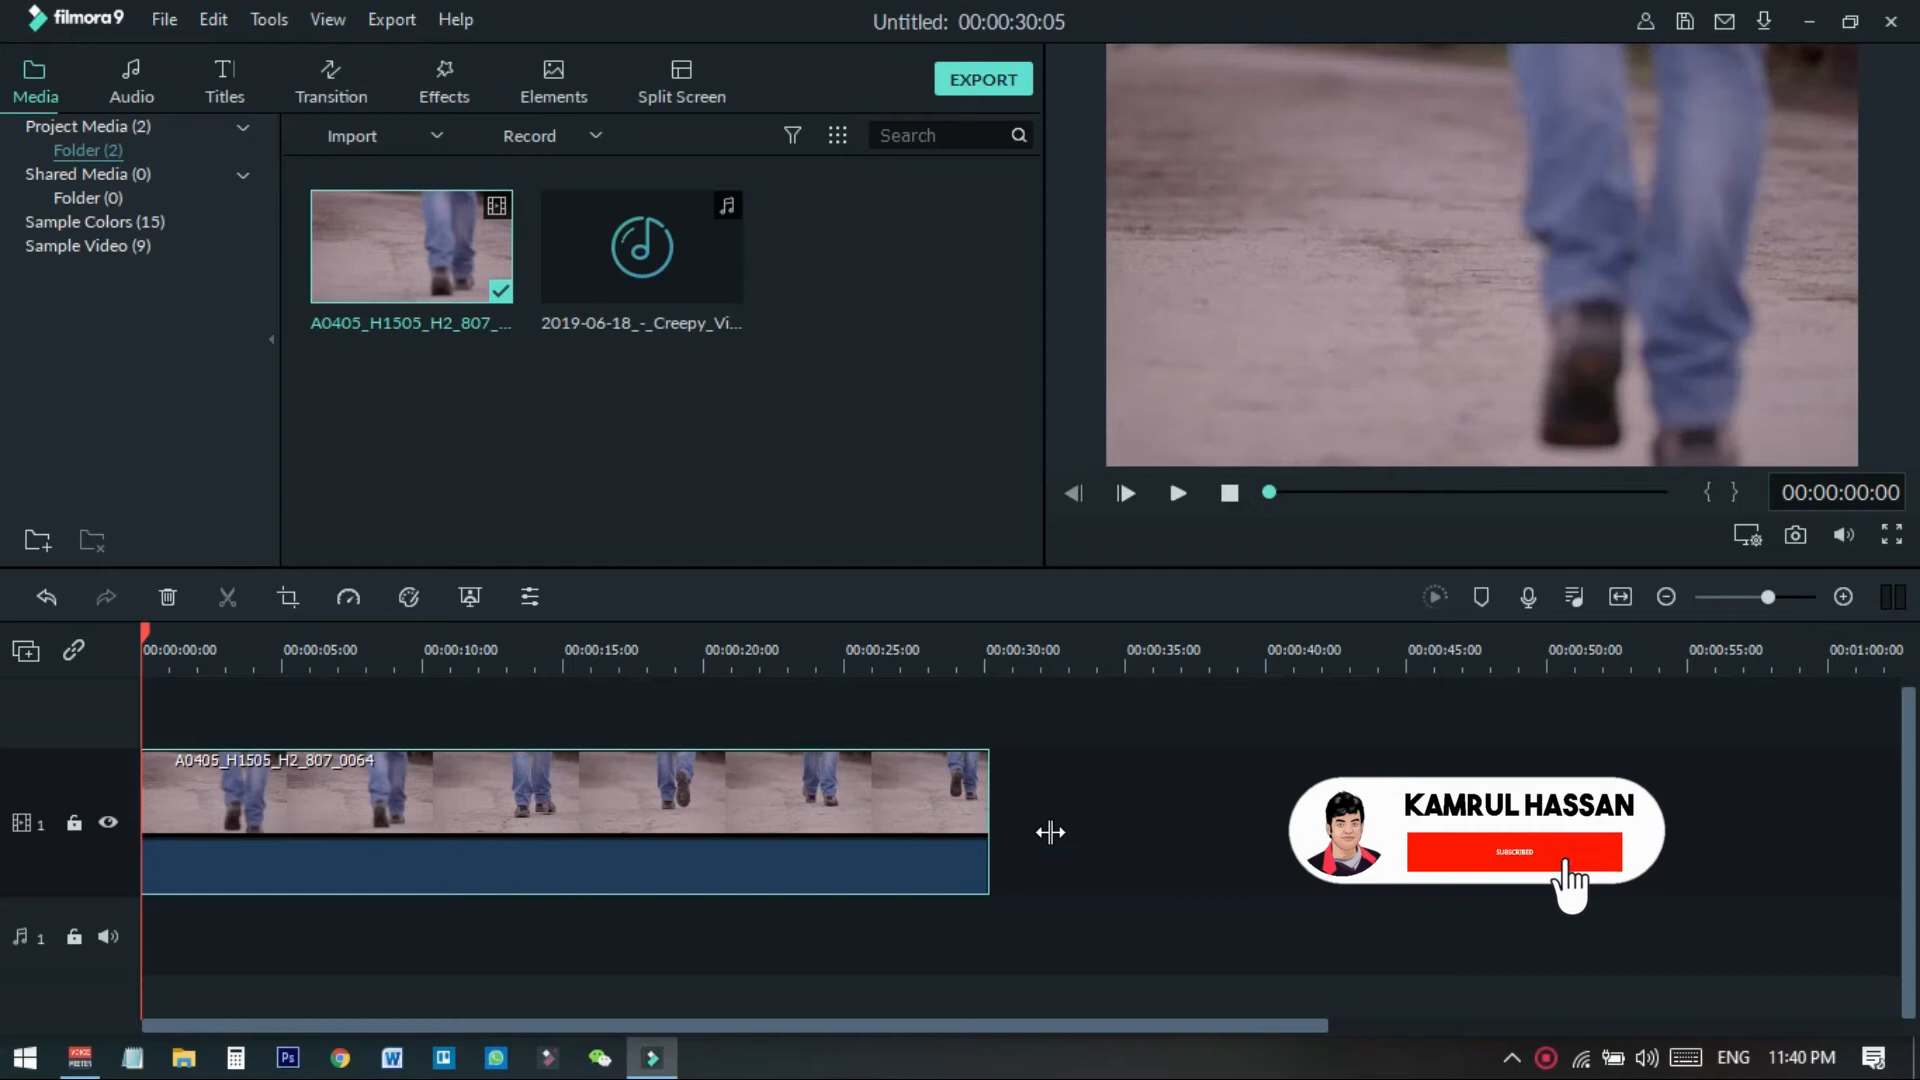 filmora9
File Edit Tools View Export Help
Untitled: 00:00:30:05
Media Audio Titles Transition Effects Elements Split Screen
EXPORT
Project Media (2)
Folder (2)
Shared Media (0)
Folder (0)
Sample Colors (15)
Sample Video (9)
Import Record Search
A0405_H1505_H2_807_...
2019-06-18_-_Creepy_Vi...
{ } 00:00:00:00
00:00:00:00 00:00:05:00 00:00:10:00 00:00:15:00 00:00:20:00 00:00:25:00 00:00:30:00 00:00:35:00 00:00:40:00 00:00:45:00 00:00:50:00 00:00:55:00 00:01:00:00
A0405_H1505_H2_807_0064
1
KAMRUL HASSAN
SUBSCRIBED
1
VOICE
Ps
W
ENG 11:40 PM